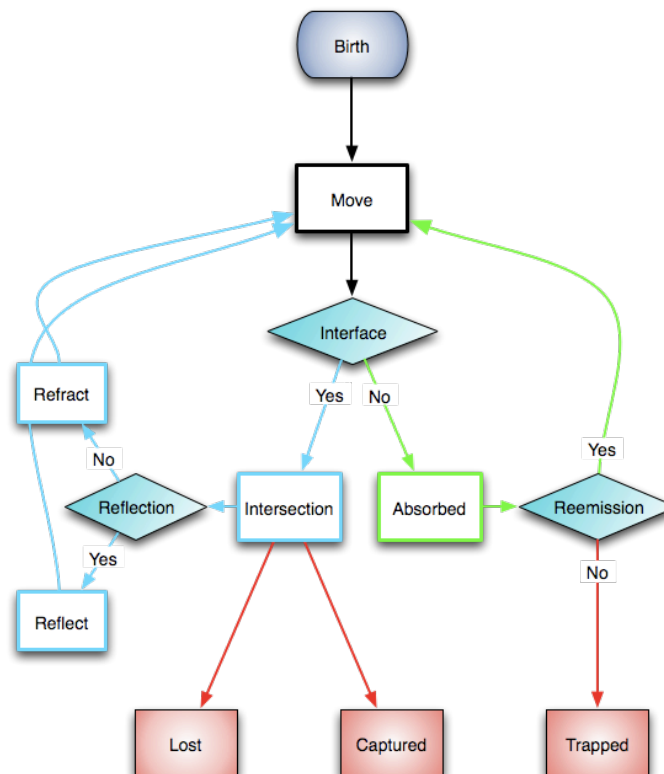 Birth
Move
Interface
Yes
No
Refract
No
Yes
Reflection
Intersection
Absorbed
Reemission
Yes
No
Reflect
Lost
Captured
Trapped